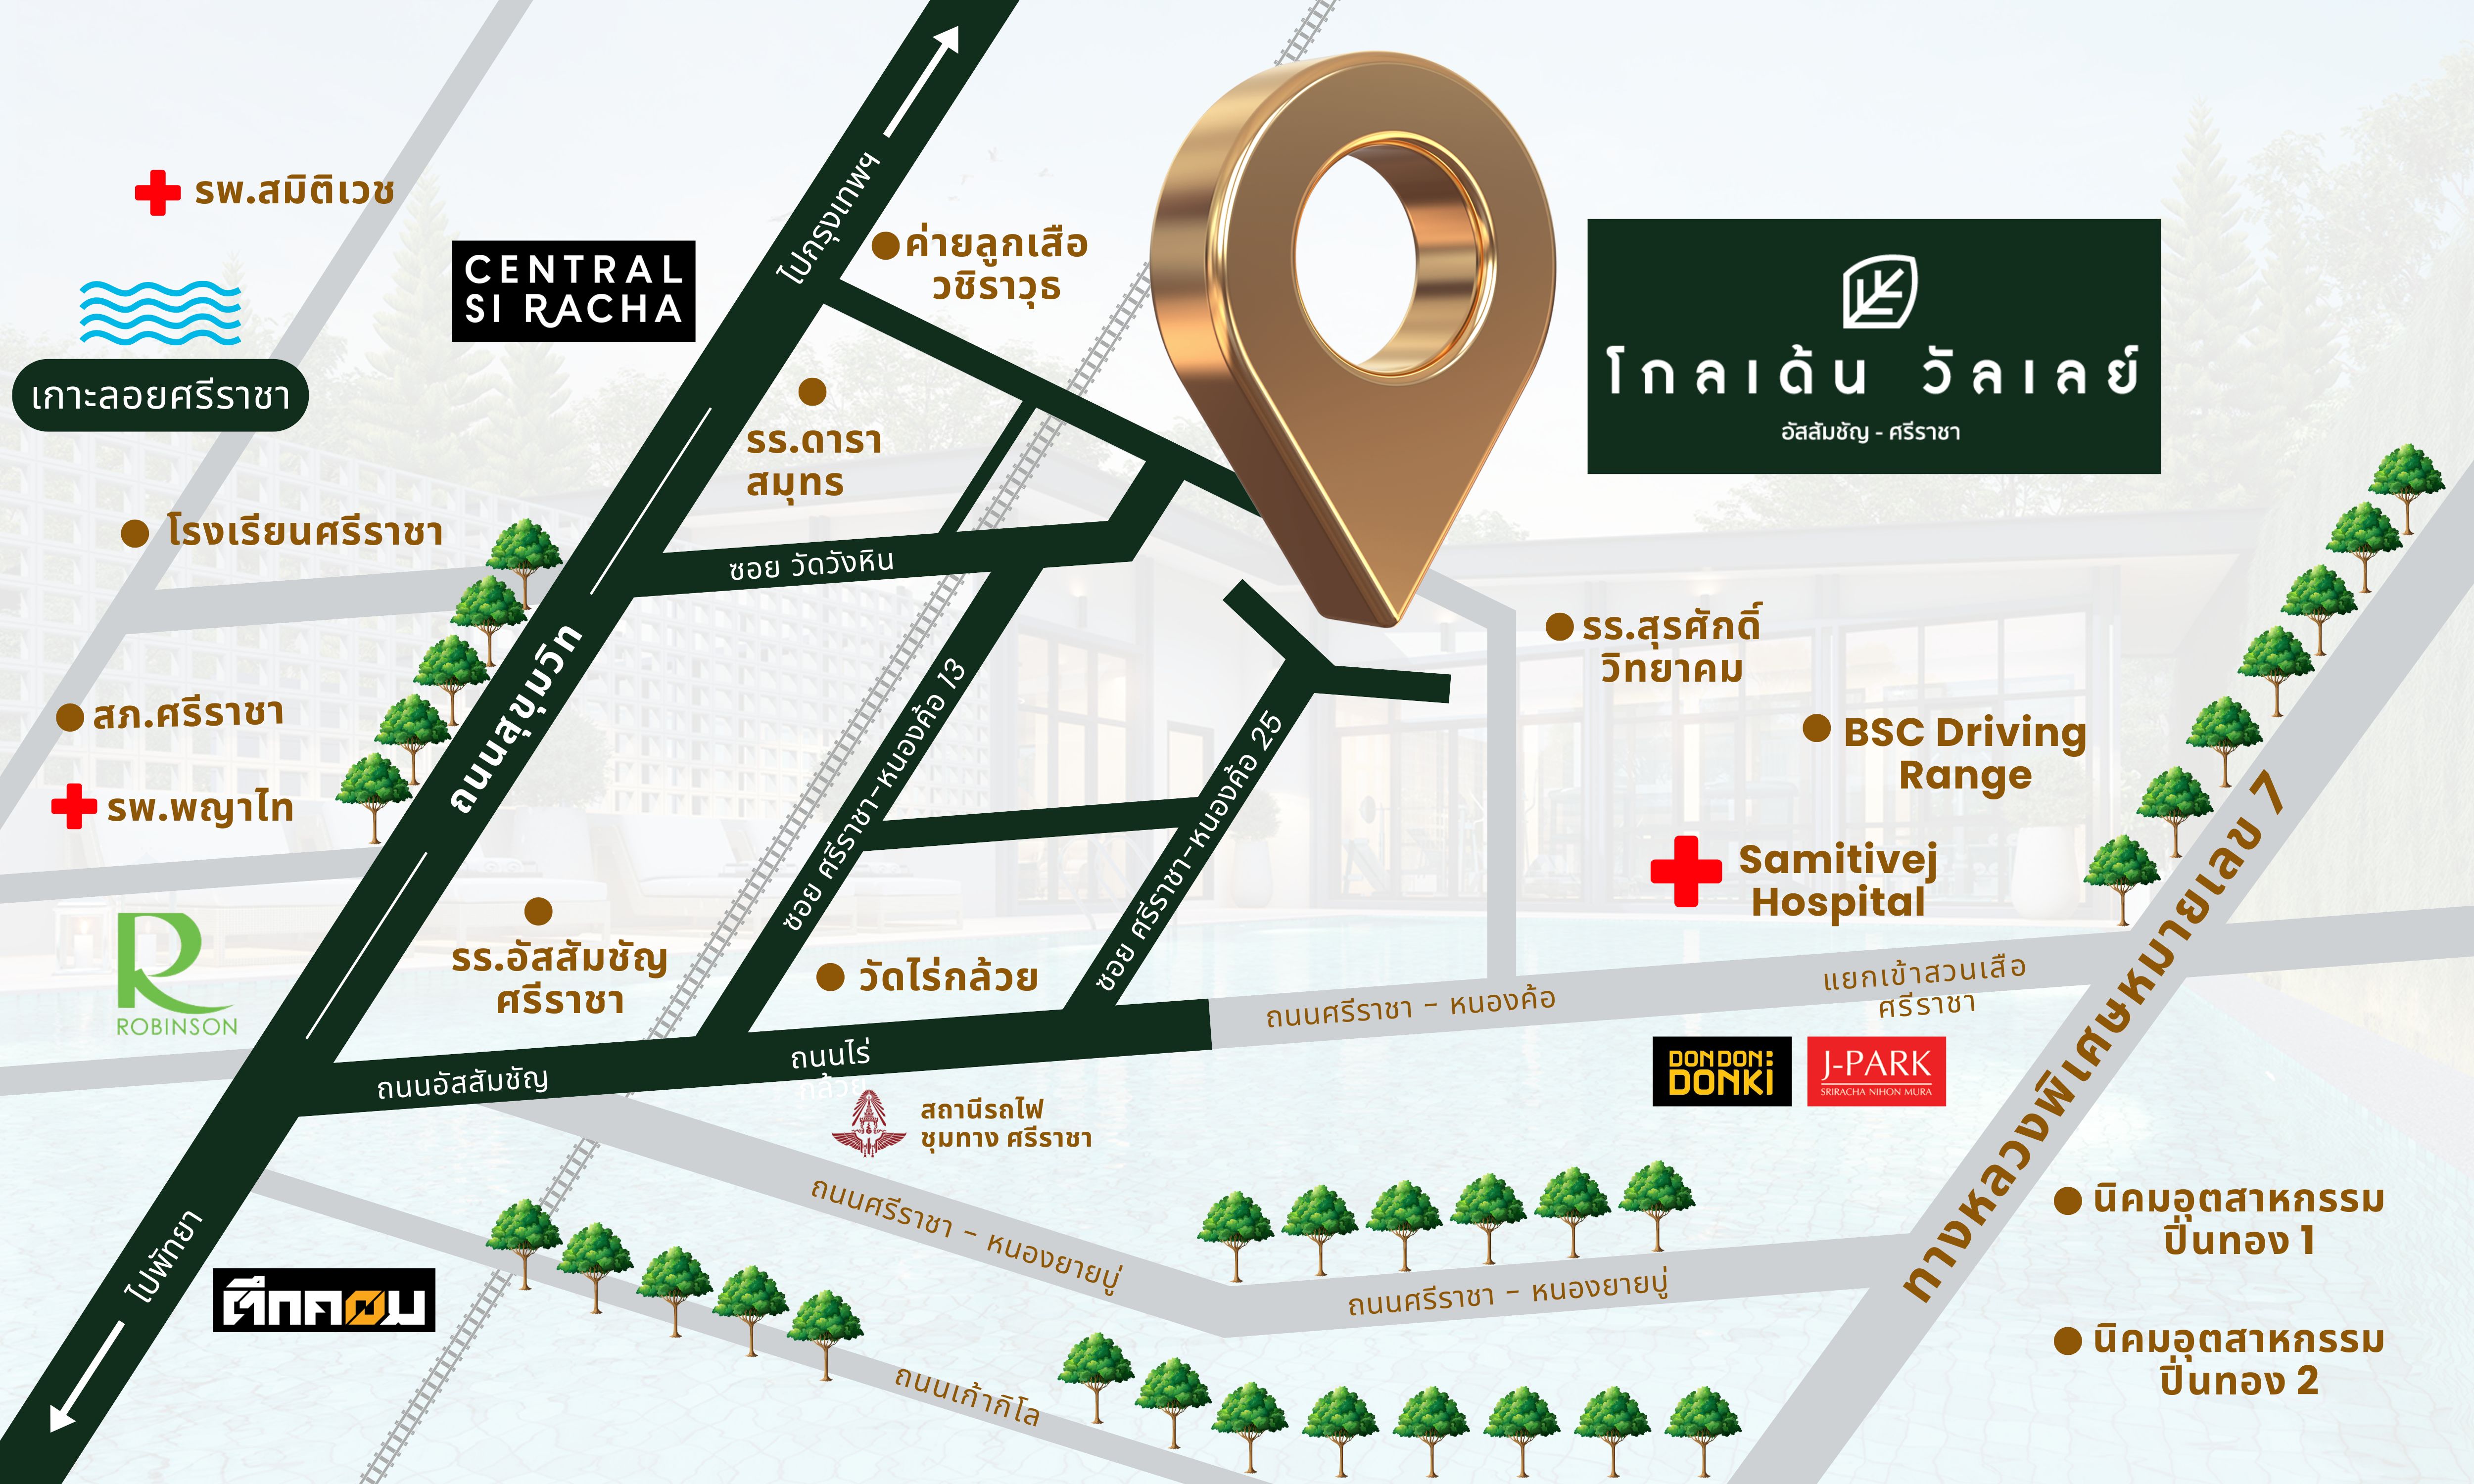 ไปกรุงเทพฯ
รพ.สมิติเวช
CENTRAL
SI RACHA
ค่ายลูกเสือ
วชิราวุธ
โกลเด้น วัลเลย์
อัสสัมชัญ - ศรีราชา
เกาะลอยศรีราชา
รร.ดารา
สมุทร
โรงเรียนศรีราชา
ซอย วัดวังหิน
ถนนสุขุมวิท
รร.สุรศักดิ์
วิทยาคม
สภ.ศรีราชา
BSC Driving
Range
รพ.พญาไท
ซอย ศรีราชา-หนองค้อ 13
ซอย ศรีราชา-หนองค้อ 25
Samitivej
Hospital
ทางหลวงพิเศษหมายเลข 7
R
ROBINSON
รร.อัสสัมชัญ
ศรีราชา
วัดไร่กล้วย
ถนนศรีราชา - หนองค้อ
แยกเข้าสวนเสือ
ศรีราชา
ถนนอัสสัมชัญ
ถนนไร่
กล้วย
DON DON:
DONKI
J-PARK
SRIRACHA NIHON MURA
สถานีรถไฟ
ชุมทาง ศรีราชา
ถนนศรีราชา - หนองยายบู่
ถนนศรีราชา - หนองยายบู่
นิคมอุตสาหกรรม
ปิ่นทอง 1
ไปพัทยา
ตึกคอม
นิคมอุตสาหกรรม
ปิ่นทอง 2
ถนนเก้ากิโล